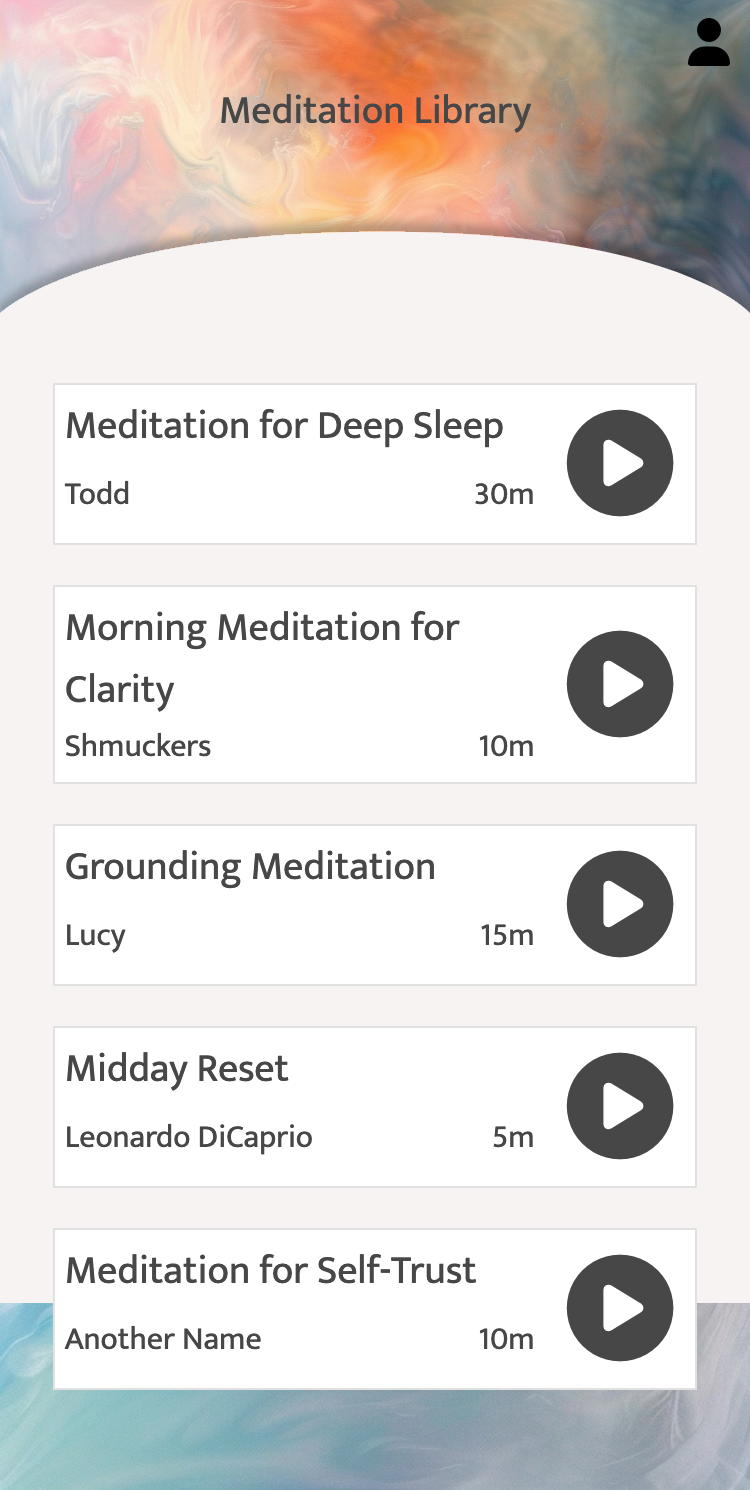 Meditation Library
Meditation for Deep Sleep
Todd 30m
Morning Meditation for
Clarity
Shmuckers 10m
Grounding Meditation
Lucy 15m
Midday Reset
Leonardo DiCaprio 5m
Meditation for Self-Trust
Another Name 10m